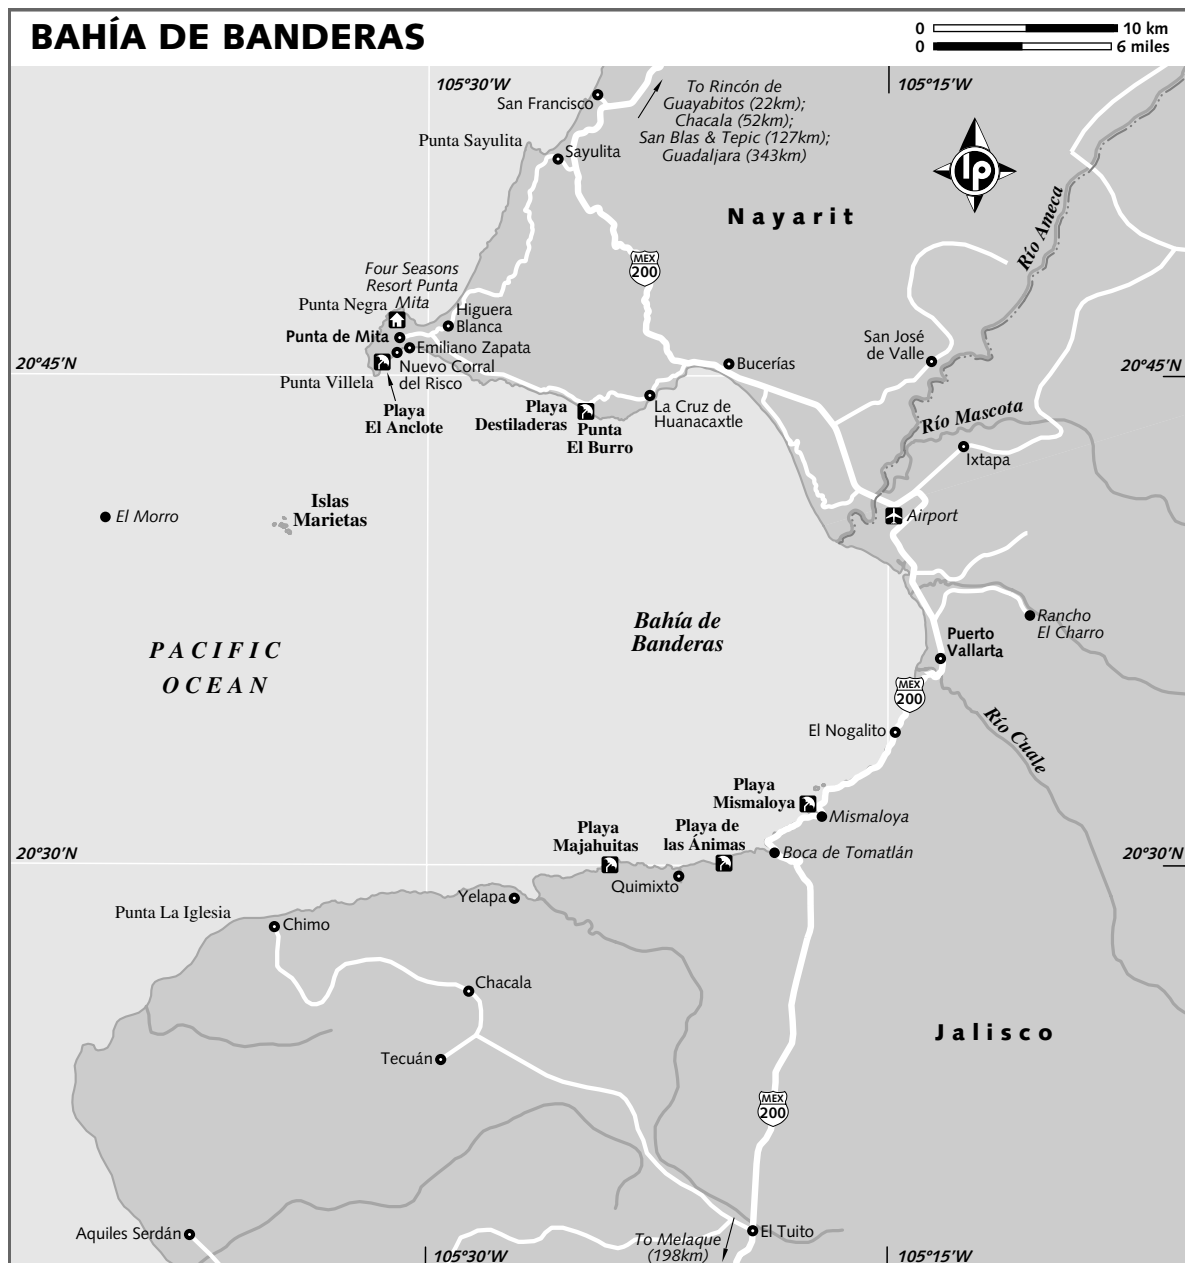 BAHÍA DE BANDERAS
0 10 km
0 6 miles
105°30'W
105°15'W
San Francisco
To Rincón de
Guayabitos (22km);
Chacala (52km);
San Blas & Tepic (127km);
Guadaljara (343km)
Punta Sayulita
Sayulita
lp
Nayarit
Río Ameca
MEX
200
Four Seasons
Resort Punta
Mita
Punta Negra
Higuera
Blanca
Punta de Mita
Emiliano Zapata
Nuevo Corral
del Risco
Punta Villela
20°45'N
Bucerías
San José
de Valle
20°45'N
Playa
El Anclote
Playa
Destiladeras
Punta
El Burro
La Cruz de
Huanacaxtle
Río Mascota
Ixtapa
El Morro
Islas
Marietas
Airport
Bahía de
Banderas
Rancho
El Charro
Puerto
Vallarta
PACIFIC
OCEAN
MEX
200
Río Cuale
El Nogalito
Playa
Mismaloya
Mismaloya
Playa
Majahuitas
Playa de
las Ánimas
20°30'N
Boca de Tomatlán
20°30'N
Quimixto
Yelapa
Punta La Iglesia
Chimo
Chacala
Jalisco
Tecuán
MEX
200
Aquiles Serdán
To Melaque
(198km)
El Tuito
105°30'W
105°15'W